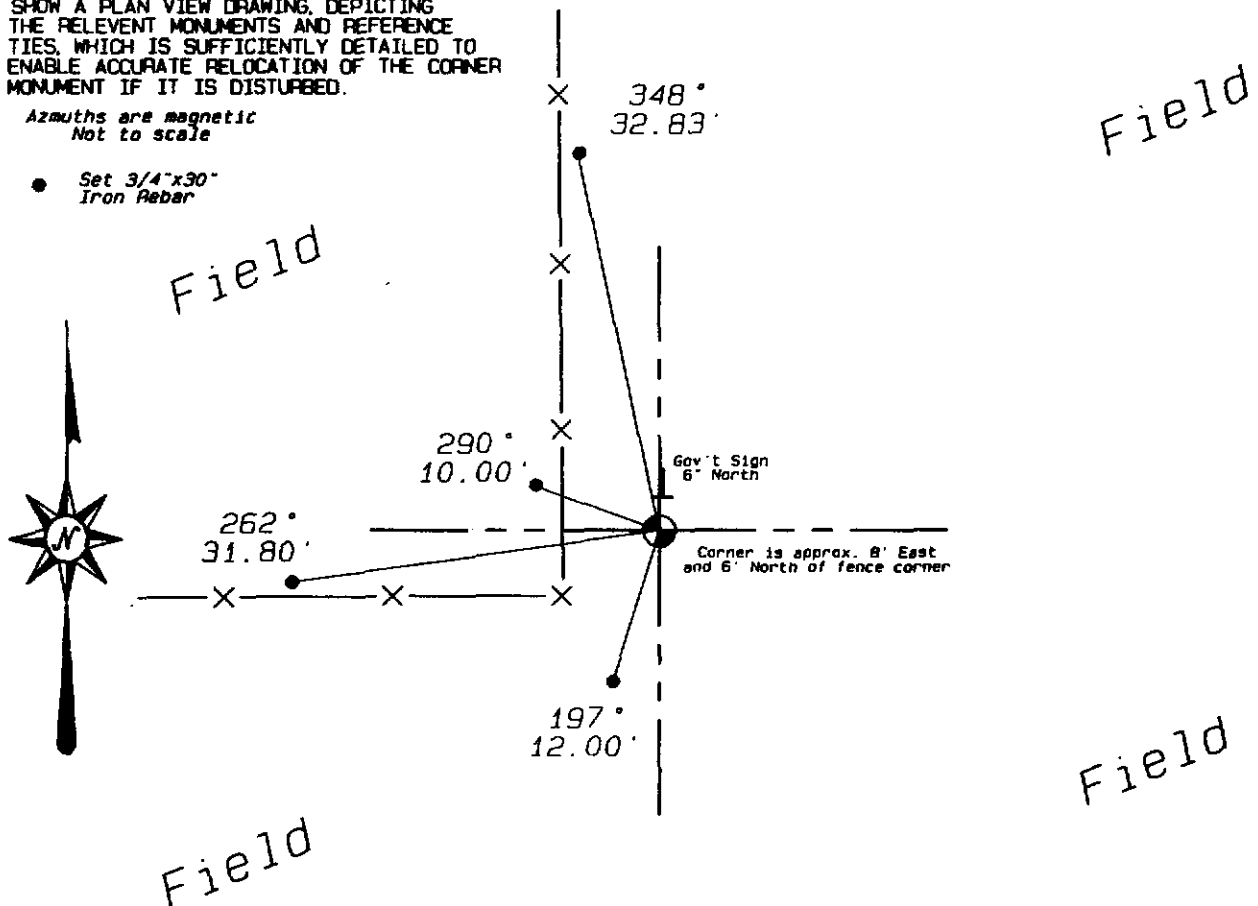 SHOW A PLAN VIEW DRAWING, DEPICTING
THE RELEVENT MONUMENTS AND REFERENCE
TIES, WHICH IS SUFFICIENTLY DETAILED TO
ENABLE ACCURATE RELOCATION OF THE CORNER
MONUMENT IF IT IS DISTURBED.
Azmuths are magnetic
Not to scale
Set 3/4"x30"
Iron Rebar
348°
32.83'
Field
Field
290°
10.00'
Gov't Sign
6" North
262°
31.80'
N
Corner is approx. 8' East
and 6' North of fence corner
197°
12.00'
Field
Field